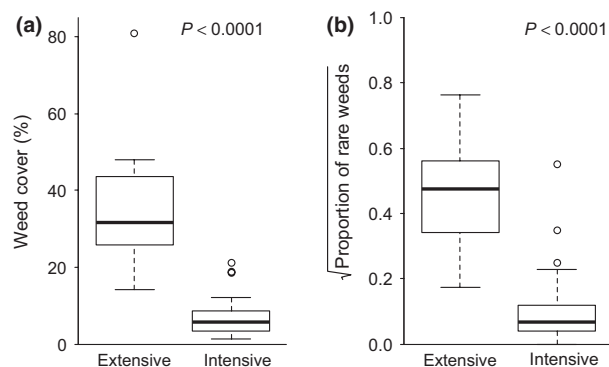 (a)
P < 0.0001
80
60
40
20
0
Weed cover (%)
Extensive
Intensive
(b)
P < 0.0001
1.0
0.8
0.6
0.4
0.2
0.0
√Proportion of rare weeds
Extensive
Intensive